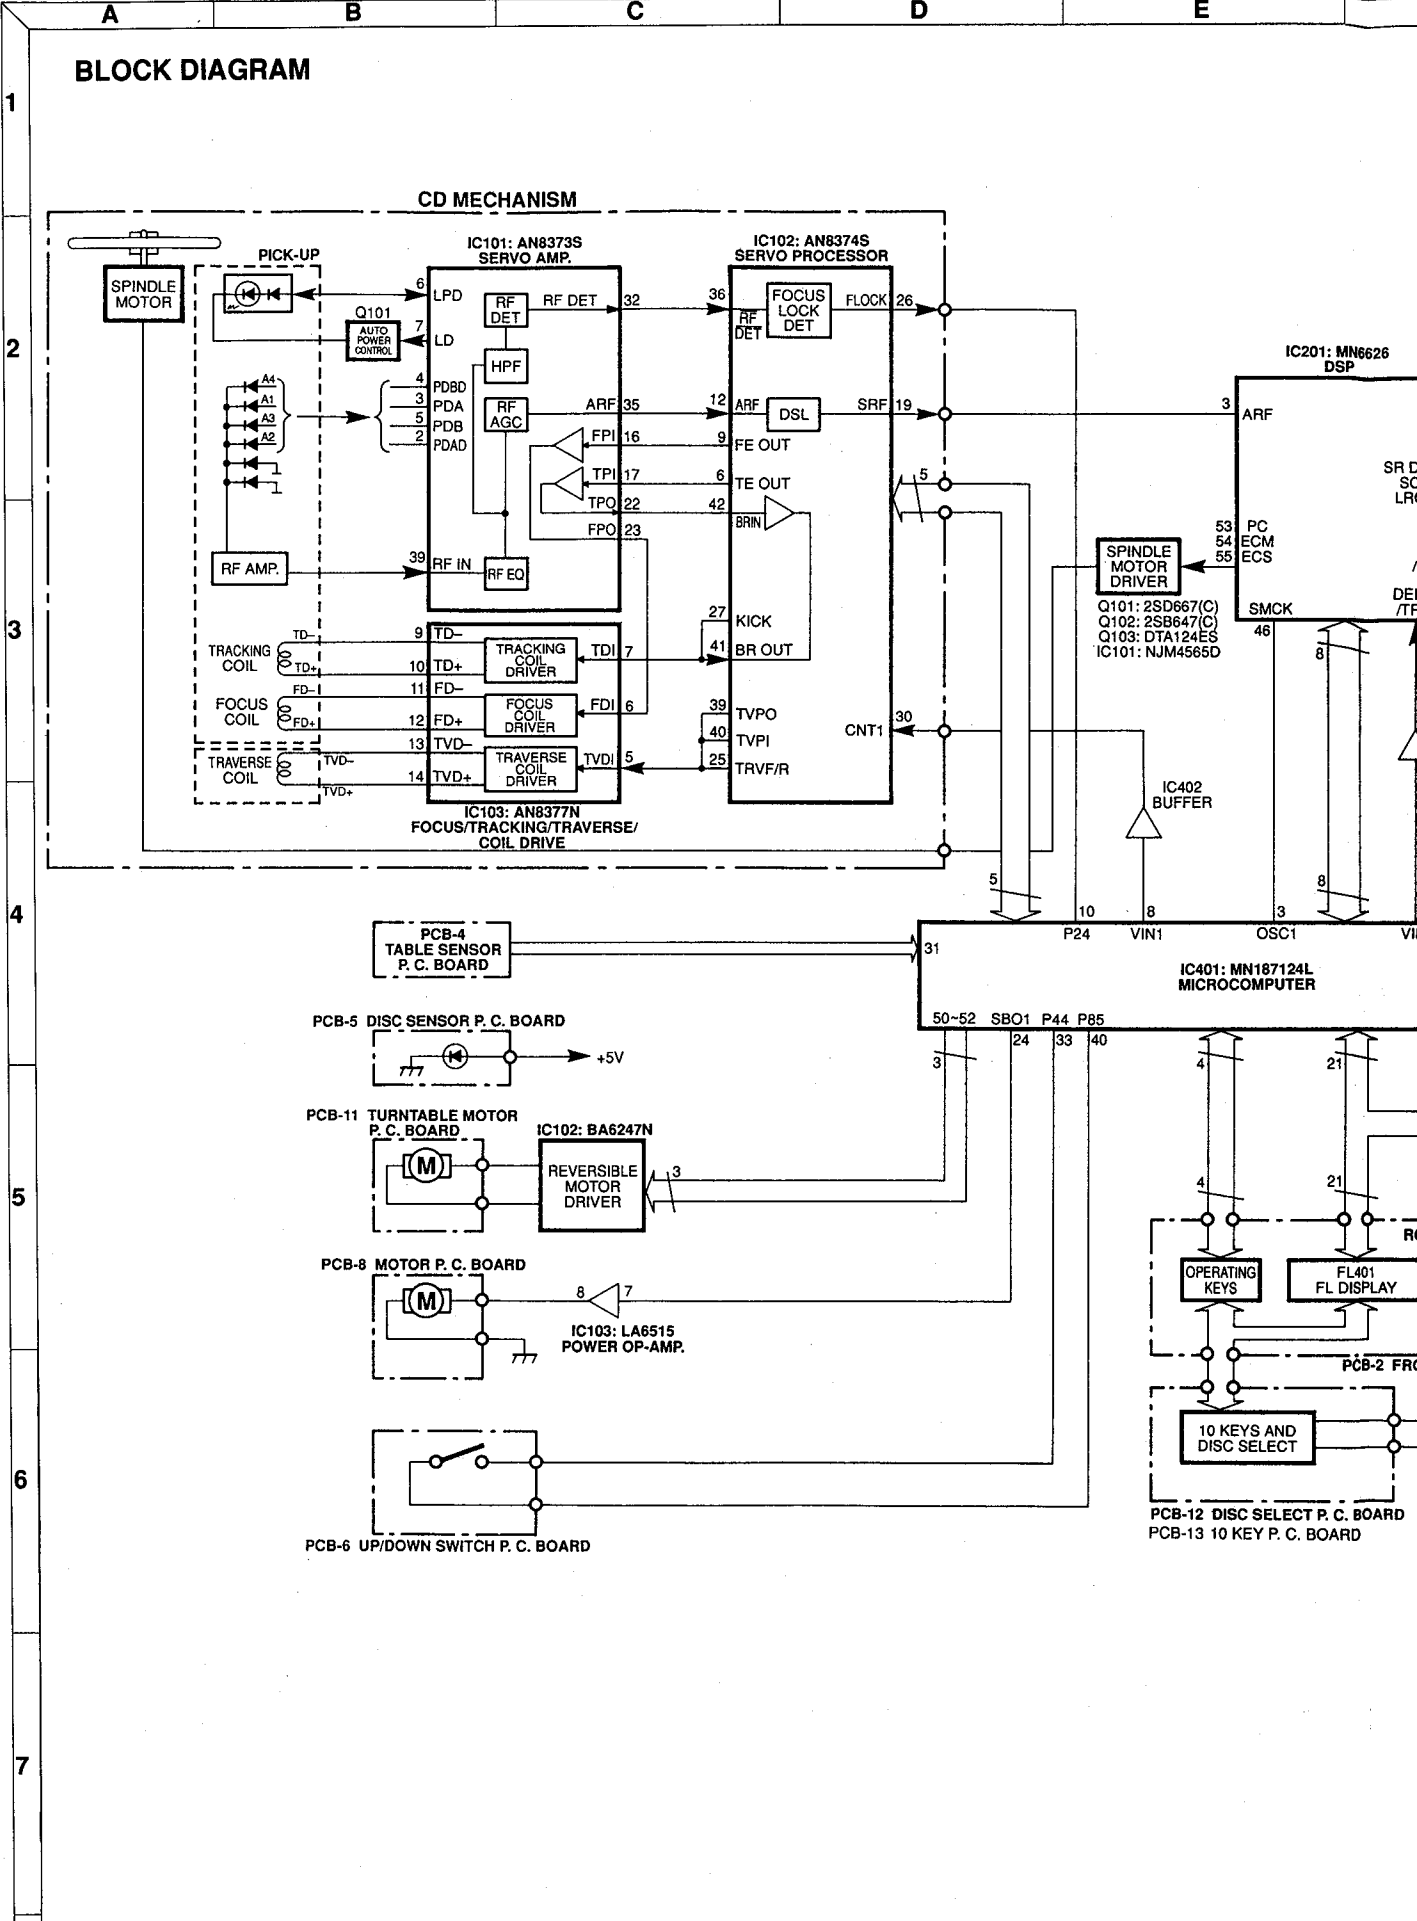 A B C D E
BLOCK DIAGRAM
1
2
3
4
5
6
7
CD MECHANISM
SPINDLE
MOTOR
PICK-UP
Q101
AUTO
POWER
CONTROL
A4
A1
A3
A2
RF AMP.
TRACKING
COIL
TD–
TD+
FOCUS
COIL
FD–
FD+
TRAVERSE
COIL
TVD–
TVD+
IC101: AN8373S
SERVO AMP.
6 LPD
7 LD
4 PDBD
3 PDA
5 PDB
2 PDAD
39 RF IN
RF
DET
HPF
RF
AGC
RF EQ
RF DET 32
ARF 35
FPI 16
TPI 17
TPO 22
FPO 23
9 TD–
10 TD+
11 FD–
12 FD+
13 TVD–
14 TVD+
TRACKING
COIL
DRIVER
FOCUS
COIL
DRIVER
TRAVERSE
COIL
DRIVER
TDI 7
FDI 6
TVDI 5
IC103: AN8377N
FOCUS/TRACKING/TRAVERSE/
COIL DRIVE
IC102: AN8374S
SERVO PROCESSOR
36 RF
DET
FOCUS
LOCK
DET
FLOCK 26
12 ARF
DSL
SRF 19
9 FE OUT
6 TE OUT
42 BRIN
27 KICK
41 BR OUT
39 TVPO
40 TVPI
25 TRVF/R
CNT1 30
5
5
IC201: MN6626
DSP
3 ARF
SR D
SC
LR
53 PC
54 ECM
55 ECS
SMCK
46
DE
/TR
SPINDLE
MOTOR
DRIVER
Q101: 2SD667(C)
Q102: 2SB647(C)
Q103: DTA124ES
IC101: NJM4565D
8
8
IC402
BUFFER
10 8 3
P24 VIN1 OSC1 VI
IC401: MN187124L
MICROCOMPUTER
31
50~52 SBO1 P44 P85
24 33 40
3
PCB-4
TABLE SENSOR
P. C. BOARD
PCB-5 DISC SENSOR P. C. BOARD
+5V
PCB-11 TURNTABLE MOTOR
P. C. BOARD
M
IC102: BA6247N
REVERSIBLE
MOTOR
DRIVER
3
PCB-8 MOTOR P. C. BOARD
M
8 7
IC103: LA6515
POWER OP-AMP.
PCB-6 UP/DOWN SWITCH P. C. BOARD
4
4
21
21
OPERATING
KEYS
FL401
FL DISPLAY
PCB-2 FRO
10 KEYS AND
DISC SELECT
PCB-12 DISC SELECT P. C. BOARD
PCB-13 10 KEY P. C. BOARD